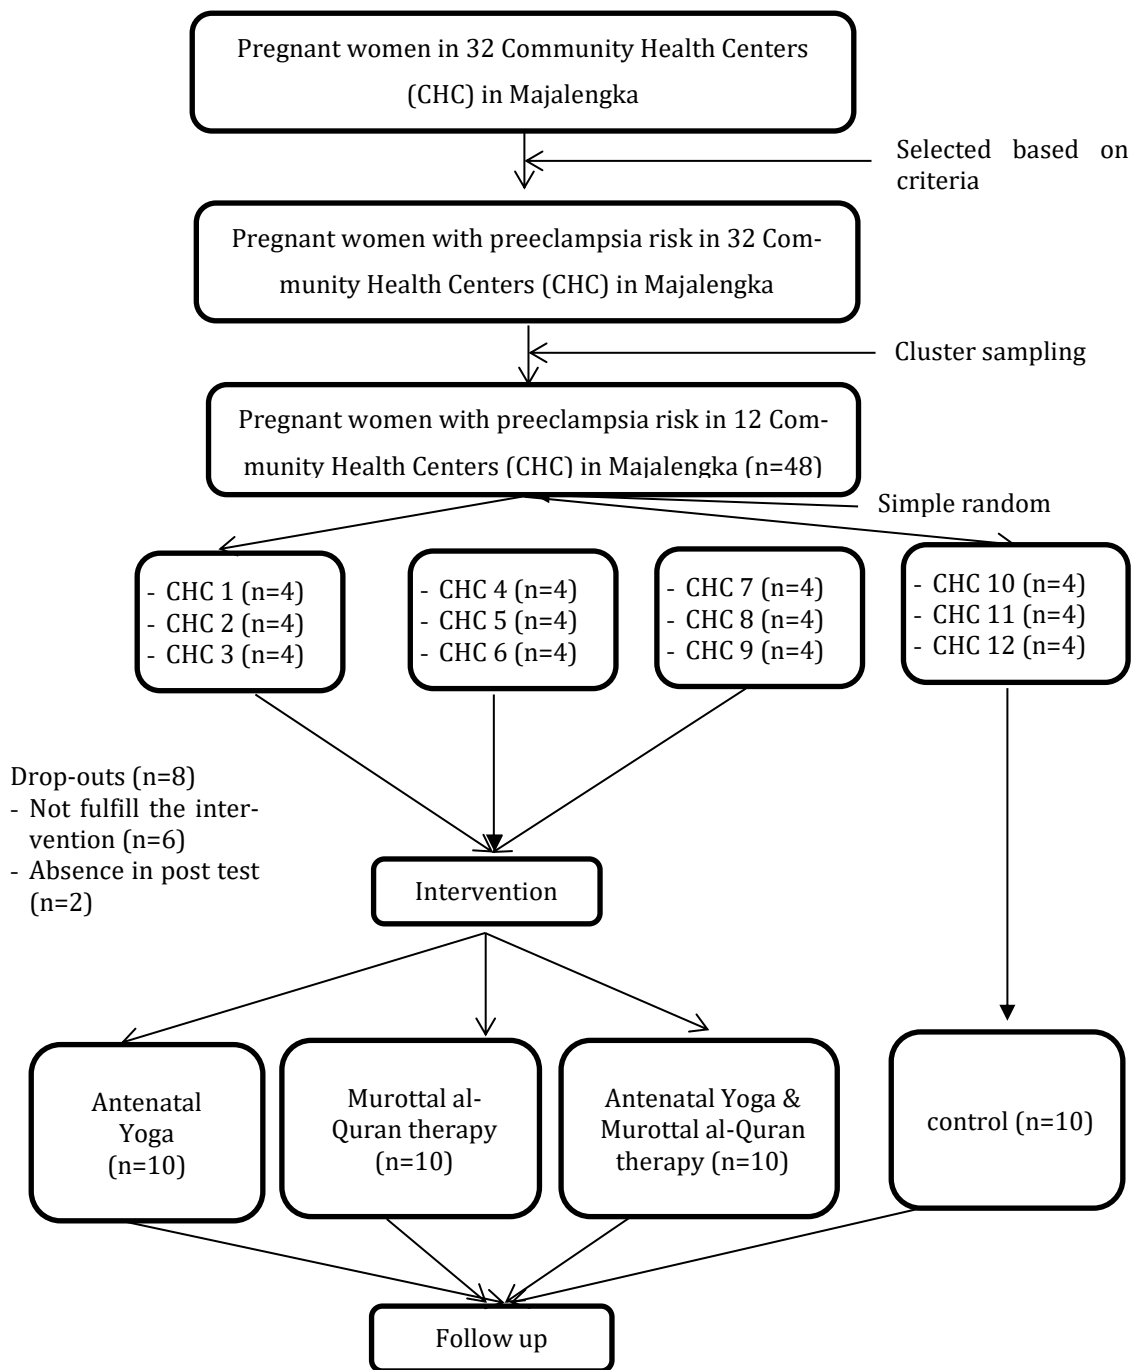 Pregnant women in 32 Community Health Centers
(CHC) in Majalengka
Selected based on
criteria
Pregnant women with preeclampsia risk in 32 Com-
munity Health Centers (CHC) in Majalengka
Cluster sampling
Pregnant women with preeclampsia risk in 12 Com-
munity Health Centers (CHC) in Majalengka (n=48)
Simple random
- CHC 1 (n=4)
- CHC 2 (n=4)
- CHC 3 (n=4)
- CHC 4 (n=4)
- CHC 5 (n=4)
- CHC 6 (n=4)
- CHC 7 (n=4)
- CHC 8 (n=4)
- CHC 9 (n=4)
- CHC 10 (n=4)
- CHC 11 (n=4)
- CHC 12 (n=4)
Drop-outs (n=8)
- Not fulfill the inter-
vention (n=6)
- Absence in post test
(n=2)
Intervention
Antenatal
Yoga
(n=10)
Murottal al-
Quran therapy
(n=10)
Antenatal Yoga &
Murottal al-Quran
therapy (n=10)
control (n=10)
Follow up